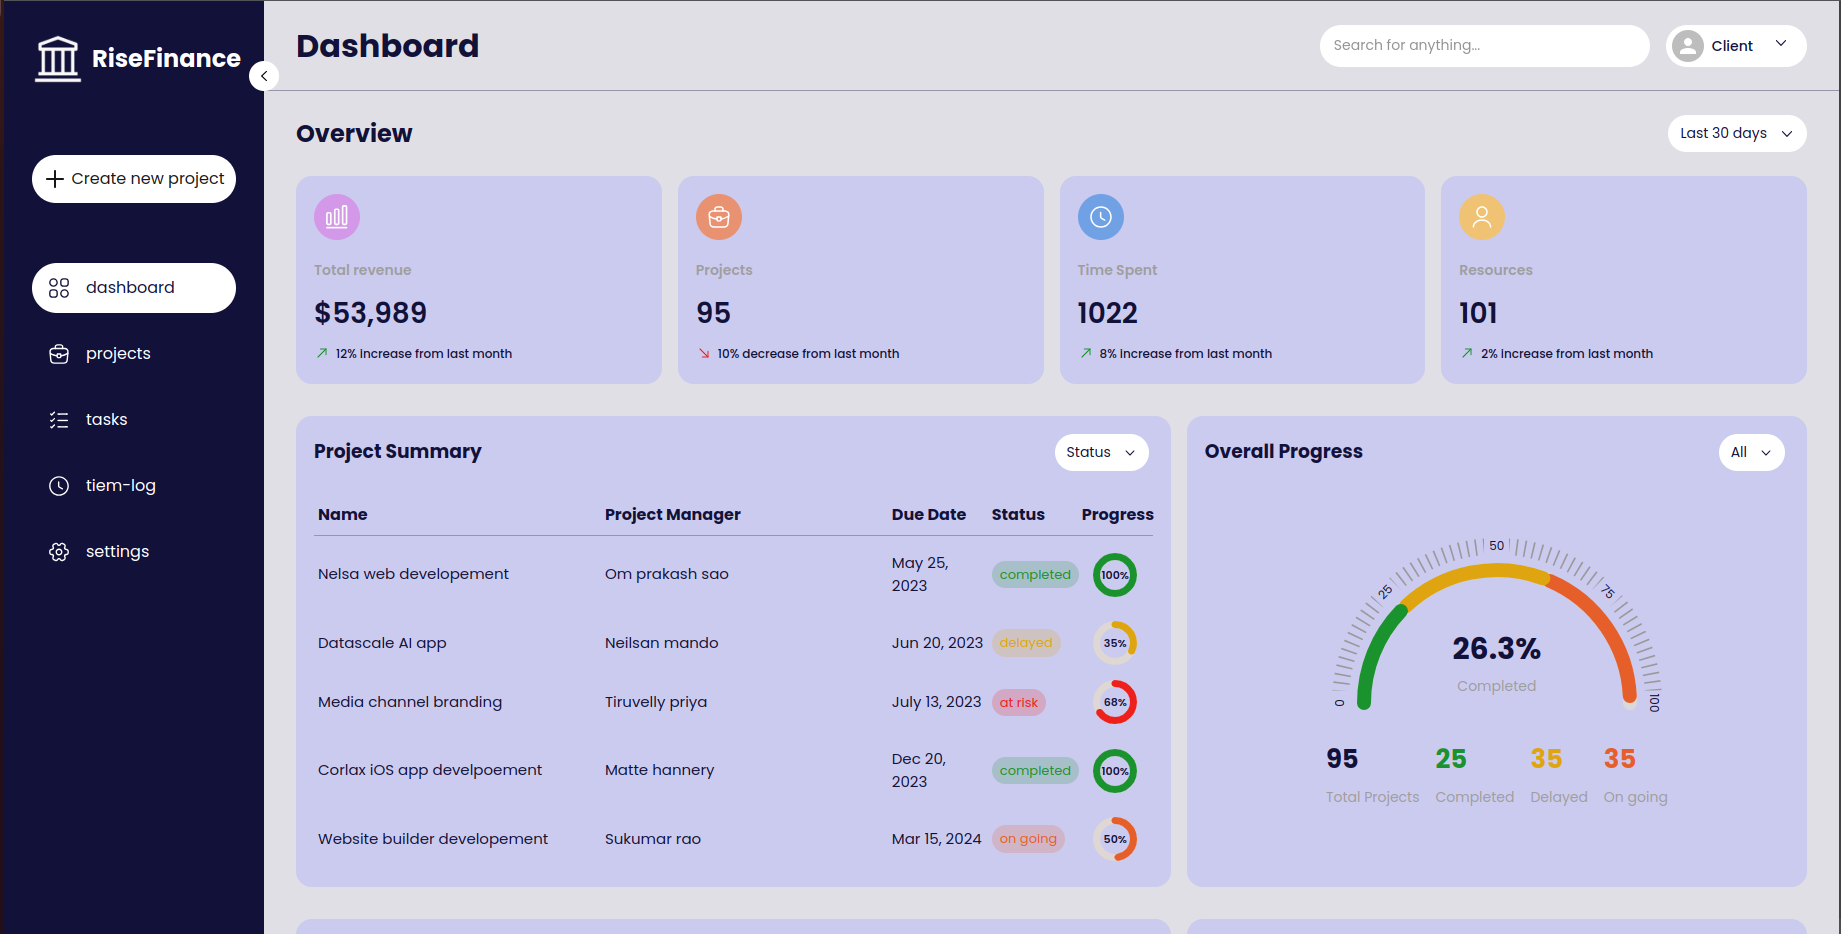 RiseFinance
Create new project
dashboard
projects
tasks
tiem-log
settings
Dashboard
Search for anything...
Client
Overview
Last 30 days
Total revenue
$53,989
12% increase from last month
Projects
95
10% decrease from last month
Time Spent
1022
8% increase from last month
Resources
101
2% increase from last month
Project Summary
Status
Name Project Manager Due Date Status Progress
Nelsa web developement Om prakash sao May 25, 2023 completed 100%
Datascale AI app Neilsan mando Jun 20, 2023 delayed 35%
Media channel branding Tiruvelly priya July 13, 2023 at risk 68%
Corlax iOS app develpoement Matte hannery Dec 20, 2023 completed 100%
Website builder developement Sukumar rao Mar 15, 2024 on going 50%
Overall Progress
All
0
25
50
75
100
26.3%
Completed
95 25 35 35
Total Projects Completed Delayed On going